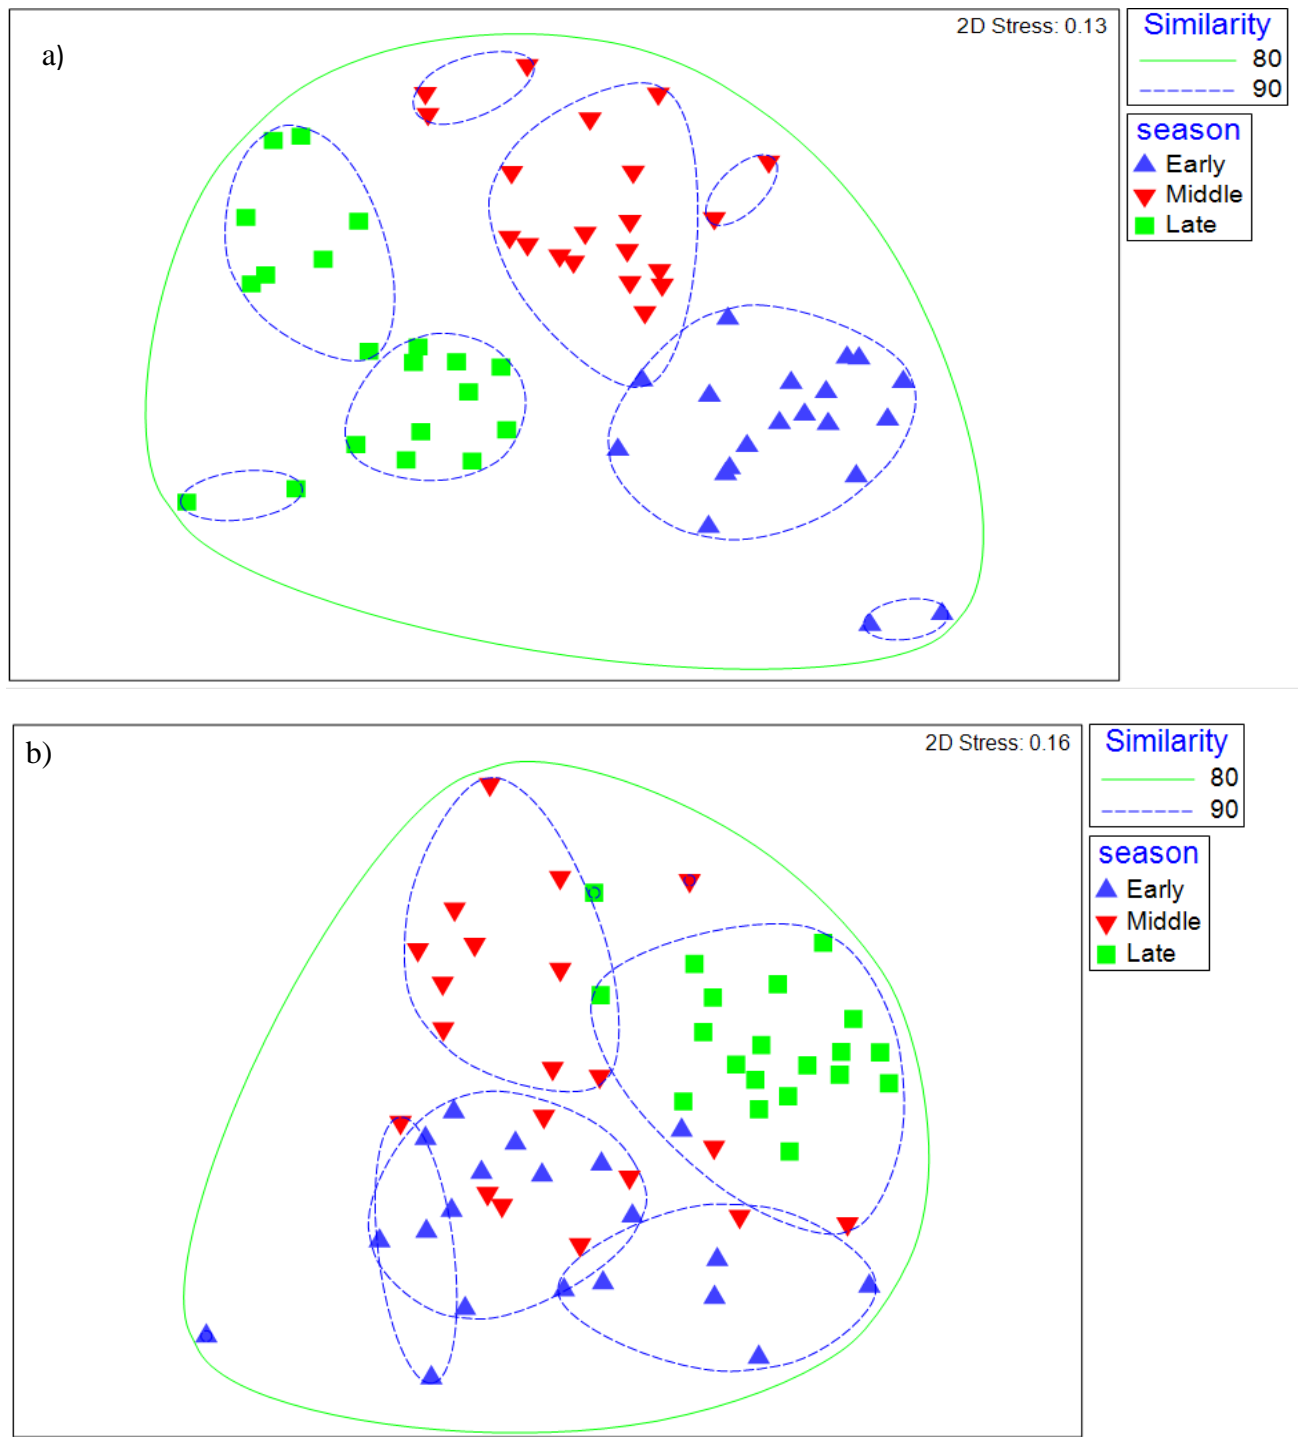 a)
2D Stress: 0.13
Similarity
80
90
season
Early
Middle
Late
b)
2D Stress: 0.16
Similarity
80
90
season
Early
Middle
Late